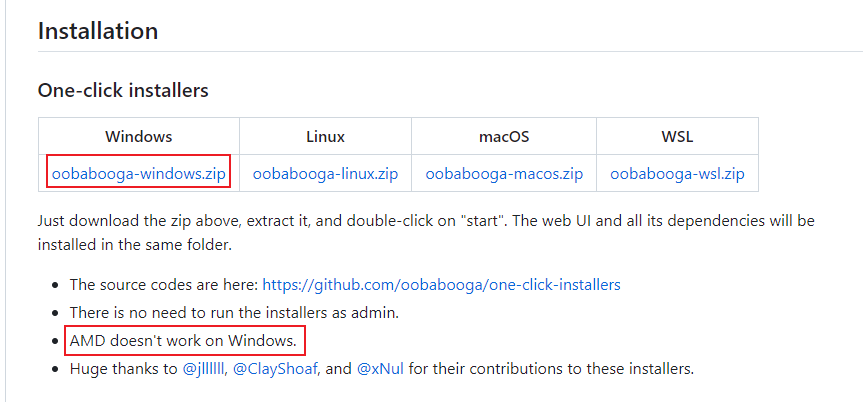 Installation
One-click installers
Windows Linux macOS WSL
oobabooga-windows.zip oobabooga-linux.zip oobabooga-macos.zip oobabooga-wsl.zip
Just download the zip above, extract it, and double-click on "start". The web UI and all its dependencies will be
installed in the same folder.
The source codes are here: https://github.com/oobabooga/one-click-installers
There is no need to run the installers as admin.
AMD doesn't work on Windows.
Huge thanks to @jllllll, @ClayShoaf, and @xNul for their contributions to these installers.